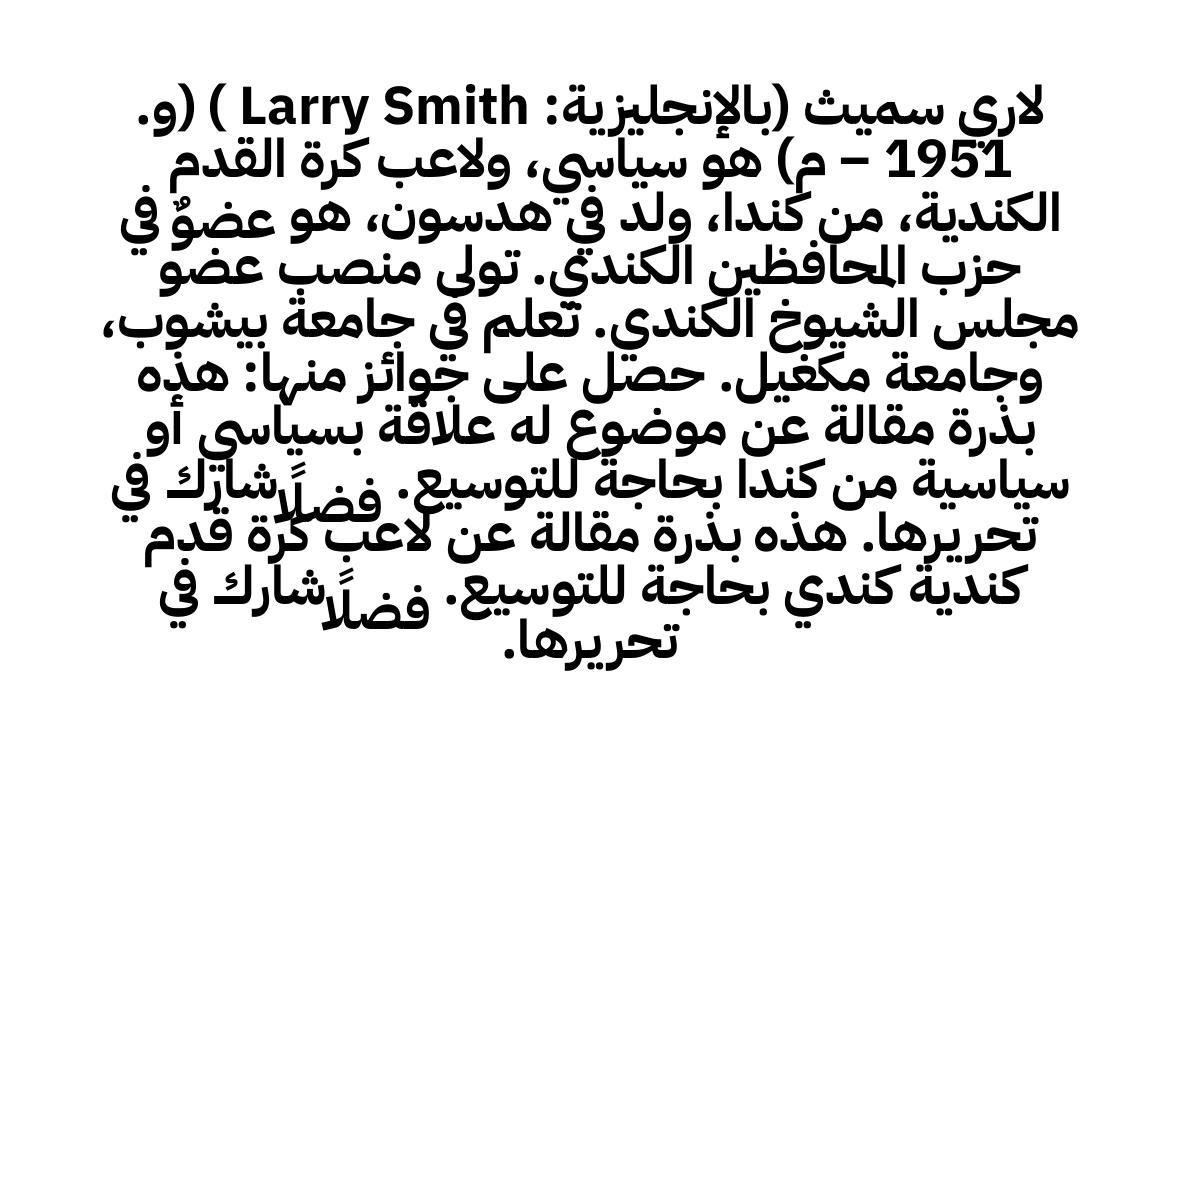 لاري سميث (بالإنجليزية: Larry Smith ) (و.
1951 – م) هو سياسي، ولاعب كرة القدم
الكندية، من كندا، ولد في هدسون، هو عضوٌ في
حزب المحافظين الكندي. تولى منصب عضو
مجلس الشيوخ الكندي. تعلم في جامعة بيشوب،
وجامعة مكغيل. حصل على جوائز منها: هذه
بذرة مقالة عن موضوع له علاقة بسياسي أو
سياسية من كندا بحاجة للتوسيع. فضلًا شارك في
تحريرها. هذه بذرة مقالة عن لاعب كرة قدم
كندية كندي بحاجة للتوسيع. فضلًا شارك في
تحريرها.